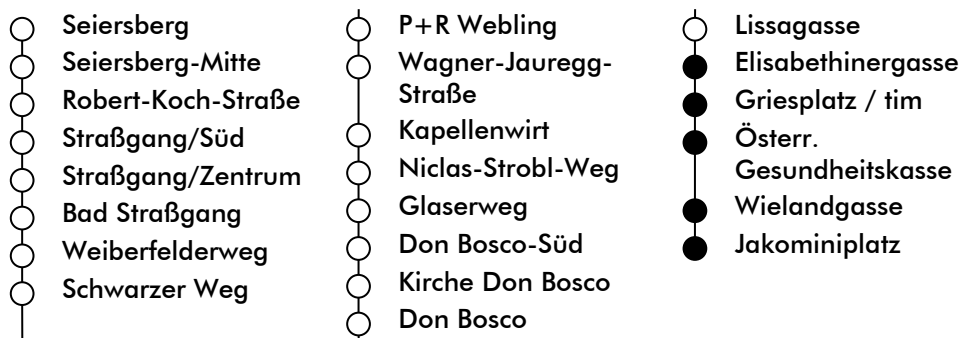 Seiersberg
Seiersberg-Mitte
Robert-Koch-Straße
Straßgang/Süd
Straßgang/Zentrum
Bad Straßgang
Weiberfelderweg
Schwarzer Weg
P+R Webling
Wagner-Jauregg-
Straße
Kapellenwirt
Niclas-Strobl-Weg
Glaserweg
Don Bosco-Süd
Kirche Don Bosco
Don Bosco
Lissagasse
Elisabethinergasse
Griesplatz / tim
Österr.
Gesundheitskasse
Wielandgasse
Jakominiplatz